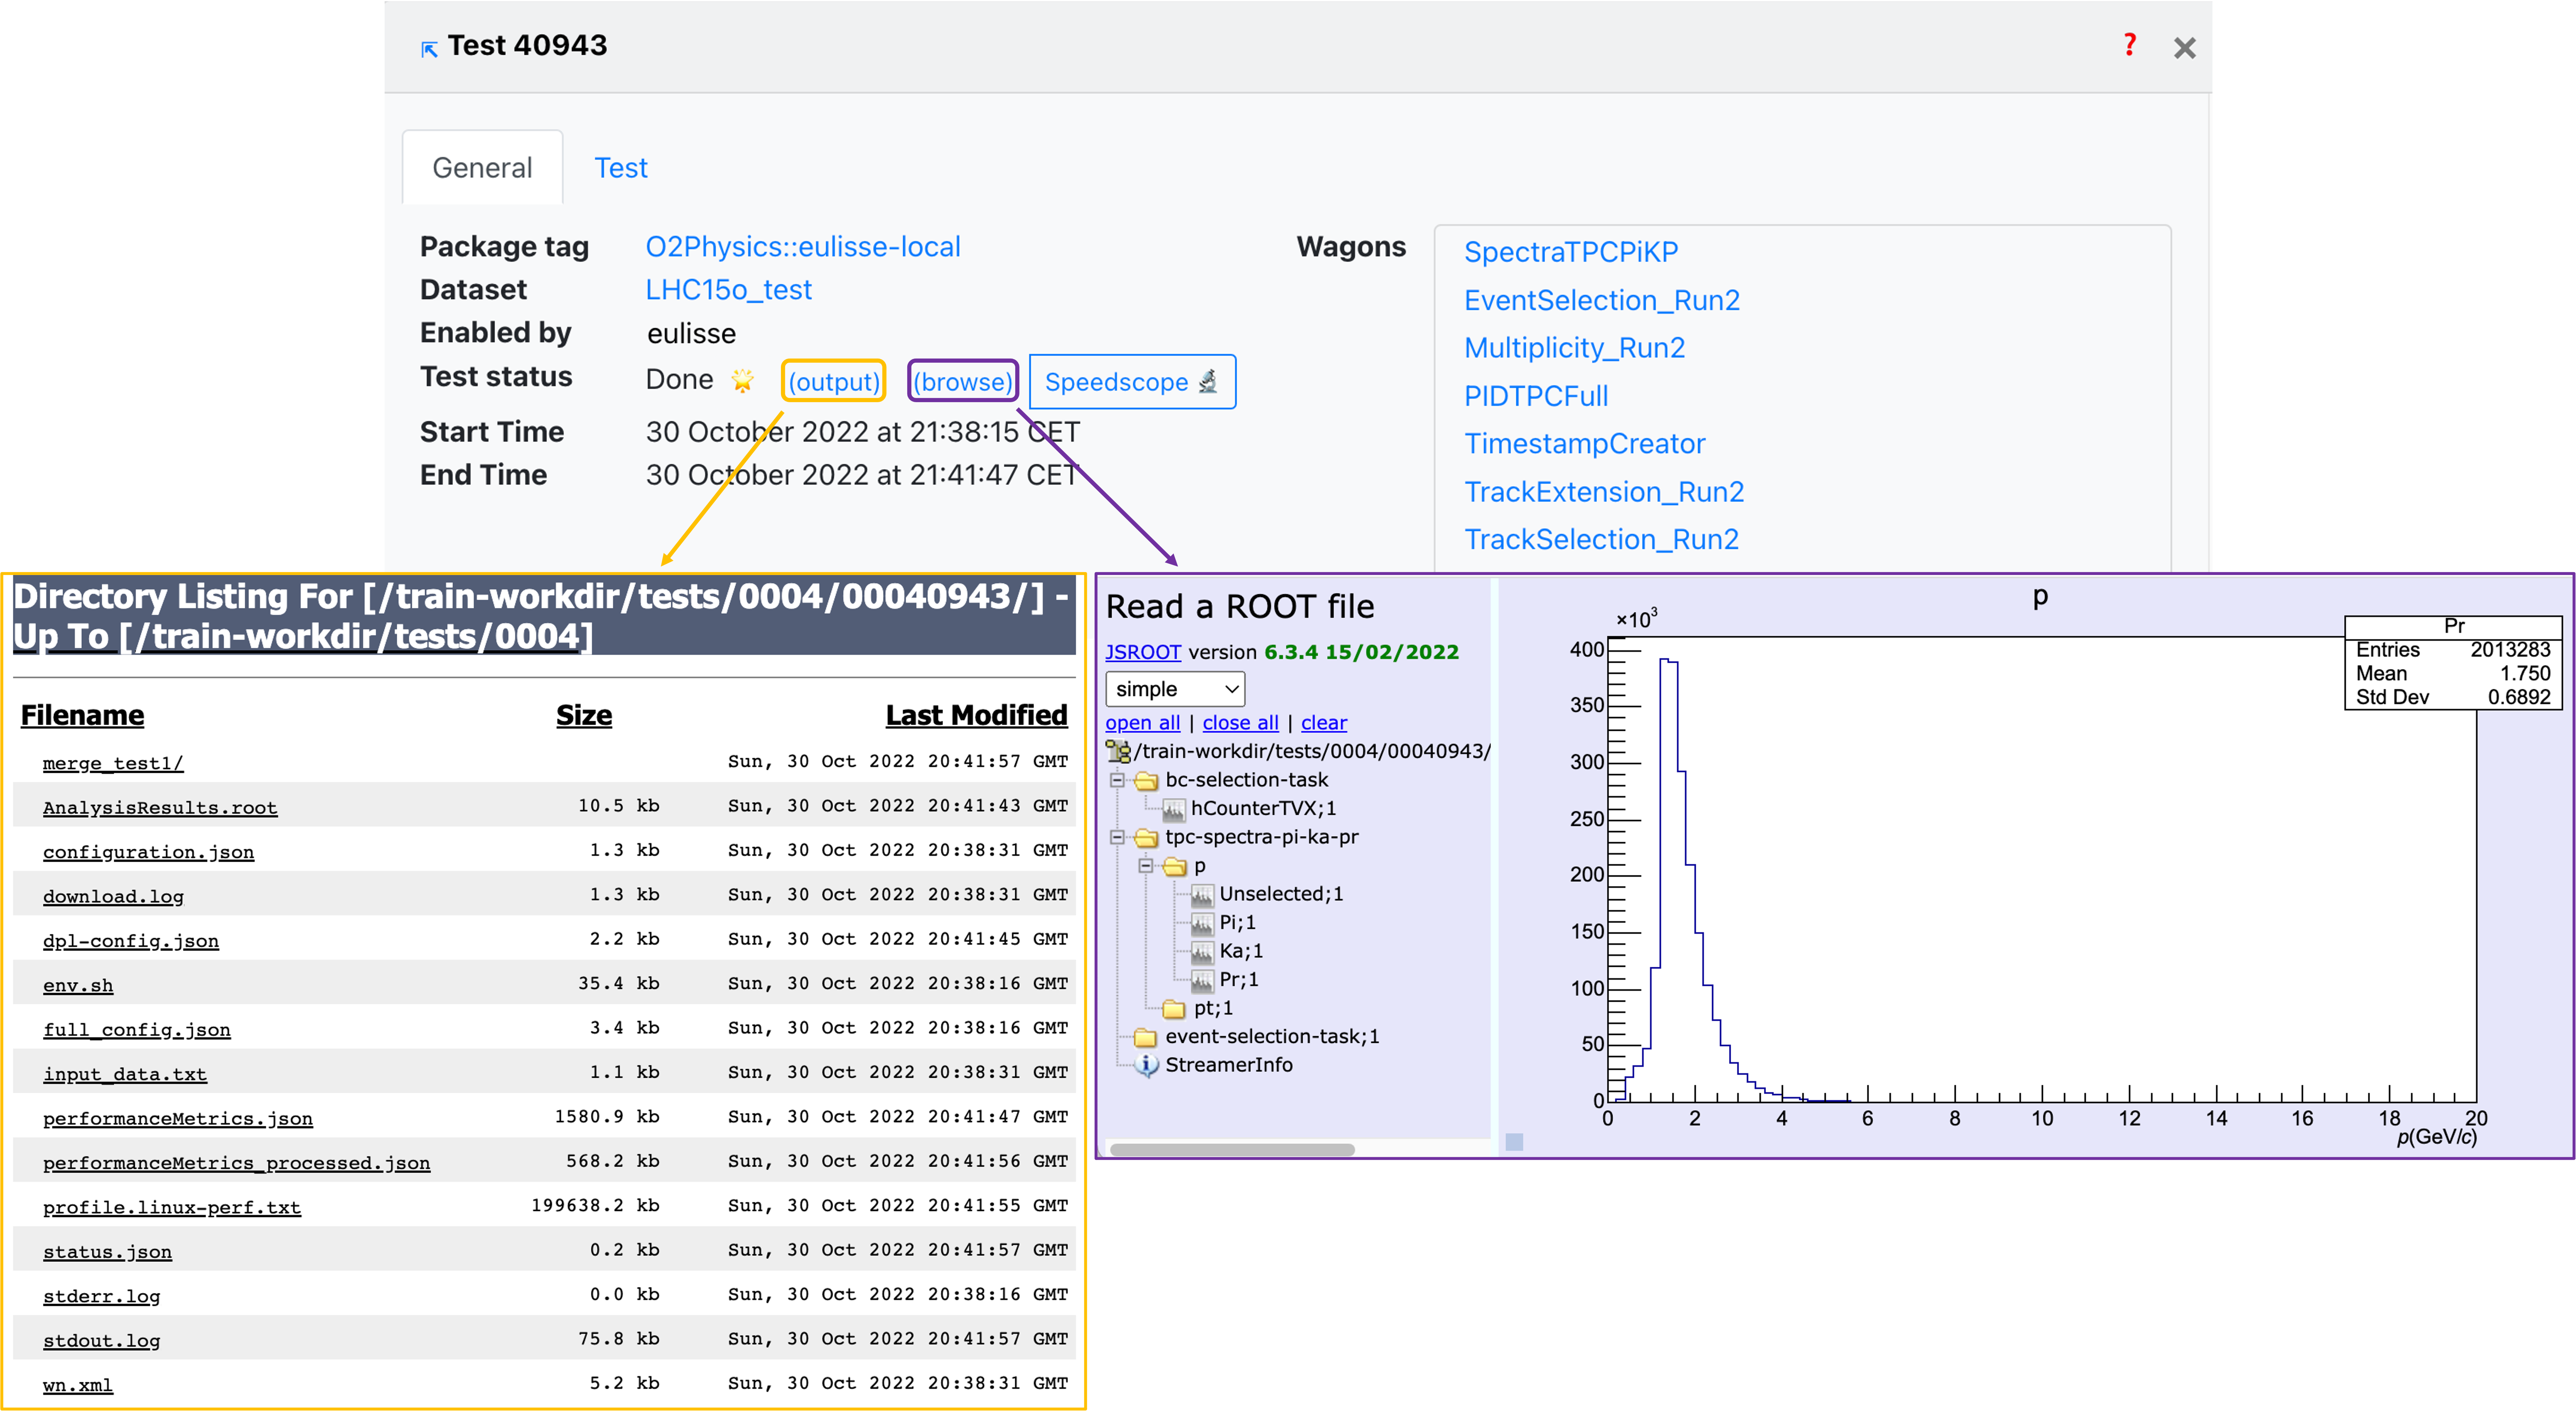 Test 40943
?
General Test
Package tag O2Physics::eulisse-local
Dataset LHC15o_test
Enabled by eulisse
Test status Done (output) (browse) Speedscope
Start Time 30 October 2022 at 21:38:15 CET
End Time 30 October 2022 at 21:41:47 CET
Wagons
SpectraTPCPiKP
EventSelection_Run2
Multiplicity_Run2
PIDTPCFull
TimestampCreator
TrackExtension_Run2
TrackSelection_Run2
Directory Listing For [/train-workdir/tests/0004/00040943/] -
Up To [/train-workdir/tests/0004]
Filename Size Last Modified
merge_test1/ Sun, 30 Oct 2022 20:41:57 GMT
AnalysisResults.root 10.5 kb Sun, 30 Oct 2022 20:41:43 GMT
configuration.json 1.3 kb Sun, 30 Oct 2022 20:38:31 GMT
download.log 1.3 kb Sun, 30 Oct 2022 20:38:31 GMT
dpl-config.json 2.2 kb Sun, 30 Oct 2022 20:41:45 GMT
env.sh 35.4 kb Sun, 30 Oct 2022 20:38:16 GMT
full_config.json 3.4 kb Sun, 30 Oct 2022 20:38:16 GMT
input_data.txt 1.1 kb Sun, 30 Oct 2022 20:38:31 GMT
performanceMetrics.json 1580.9 kb Sun, 30 Oct 2022 20:41:47 GMT
performanceMetrics_processed.json 568.2 kb Sun, 30 Oct 2022 20:41:56 GMT
profile.linux-perf.txt 199638.2 kb Sun, 30 Oct 2022 20:41:55 GMT
status.json 0.2 kb Sun, 30 Oct 2022 20:41:57 GMT
stderr.log 0.0 kb Sun, 30 Oct 2022 20:38:16 GMT
stdout.log 75.8 kb Sun, 30 Oct 2022 20:41:57 GMT
wn.xml 5.2 kb Sun, 30 Oct 2022 20:38:31 GMT
Read a ROOT file
JSROOT version 6.3.4 15/02/2022
simple
open all | close all | clear
/train-workdir/tests/0004/00040943/
bc-selection-task
hCounterTVX;1
tpc-spectra-pi-ka-pr
p
Unselected;1
Pi;1
Ka;1
Pr;1
pt;1
event-selection-task;1
StreamerInfo
p
×10³
Pr
Entries 2013283
Mean 1.750
Std Dev 0.6892
400
350
300
250
200
150
100
50
0
0 2 4 6 8 10 12 14 16 18 20
p(GeV/c)